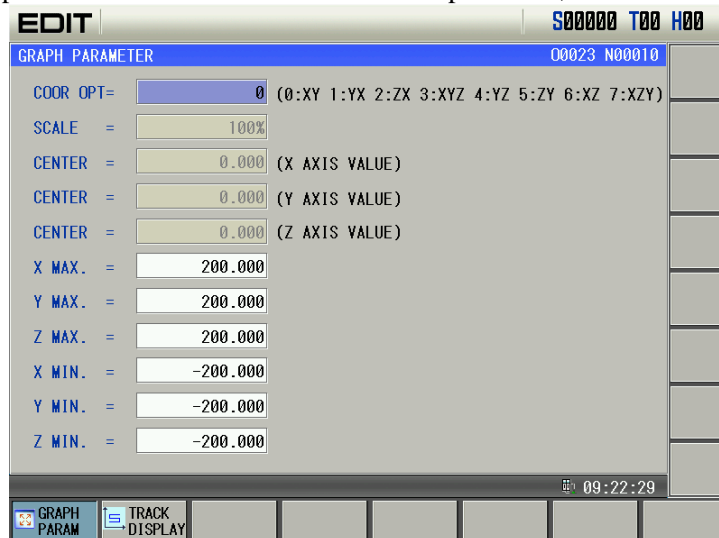 EDIT S00000 T00 H00
GRAPH PARAMETER O0023 N00010
COOR OPT= 0 (0:XY 1:YX 2:ZX 3:XYZ 4:YZ 5:ZY 6:XZ 7:XZY)
SCALE = 100%
CENTER = 0.000 (X AXIS VALUE)
CENTER = 0.000 (Y AXIS VALUE)
CENTER = 0.000 (Z AXIS VALUE)
X MAX. = 200.000
Y MAX. = 200.000
Z MAX. = 200.000
X MIN. = -200.000
Y MIN. = -200.000
Z MIN. = -200.000
09:22:29
GRAPH PARAM
TRACK DISPLAY